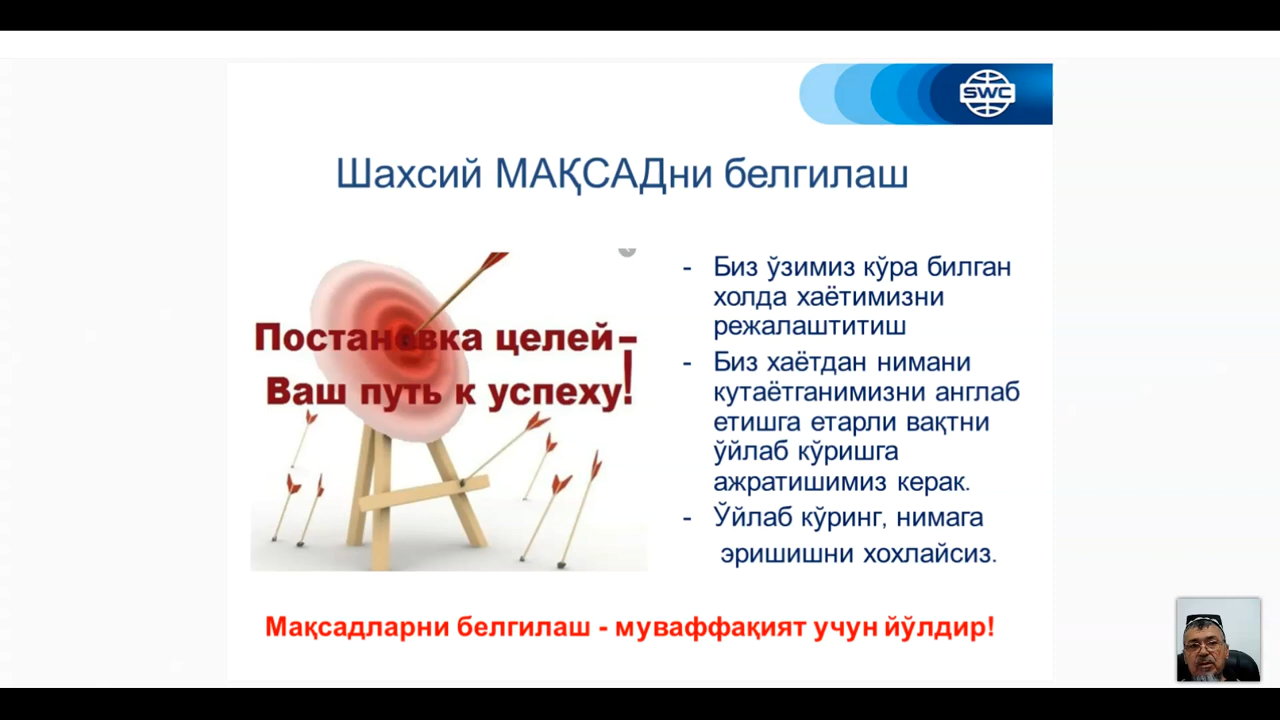 SWC
Шахсий МАҚСАДни белгилаш
Постановка целей-
Ваш путь к успеху!
- Биз ўзимиз кўра билган
холда хаётимизни
режалаштитиш
- Биз хаётдан нимани
кутаётганимизни англаб
етишга етарли вақтни
ўйлаб кўришга
ажратишимиз керак.
- Ўйлаб кўринг, нимага
эришишни хохлайсиз.
Мақсадларни белгилаш - муваффақият учун йўлдир!